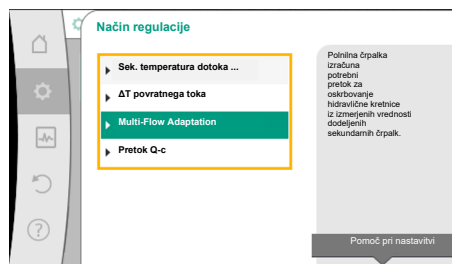 Način regulacije
Sek. temperatura dotoka ...
ΔT povratnega toka
Multi-Flow Adaptation
Pretok Q-c
Polnilna črpalka
izračuna
potrebni
pretok za
oskrbovanje
hidravlične kretnice
iz izmerjenih vrednosti
dodeljenih
sekundarnih črpalk.
Pomoč pri nastavitvi